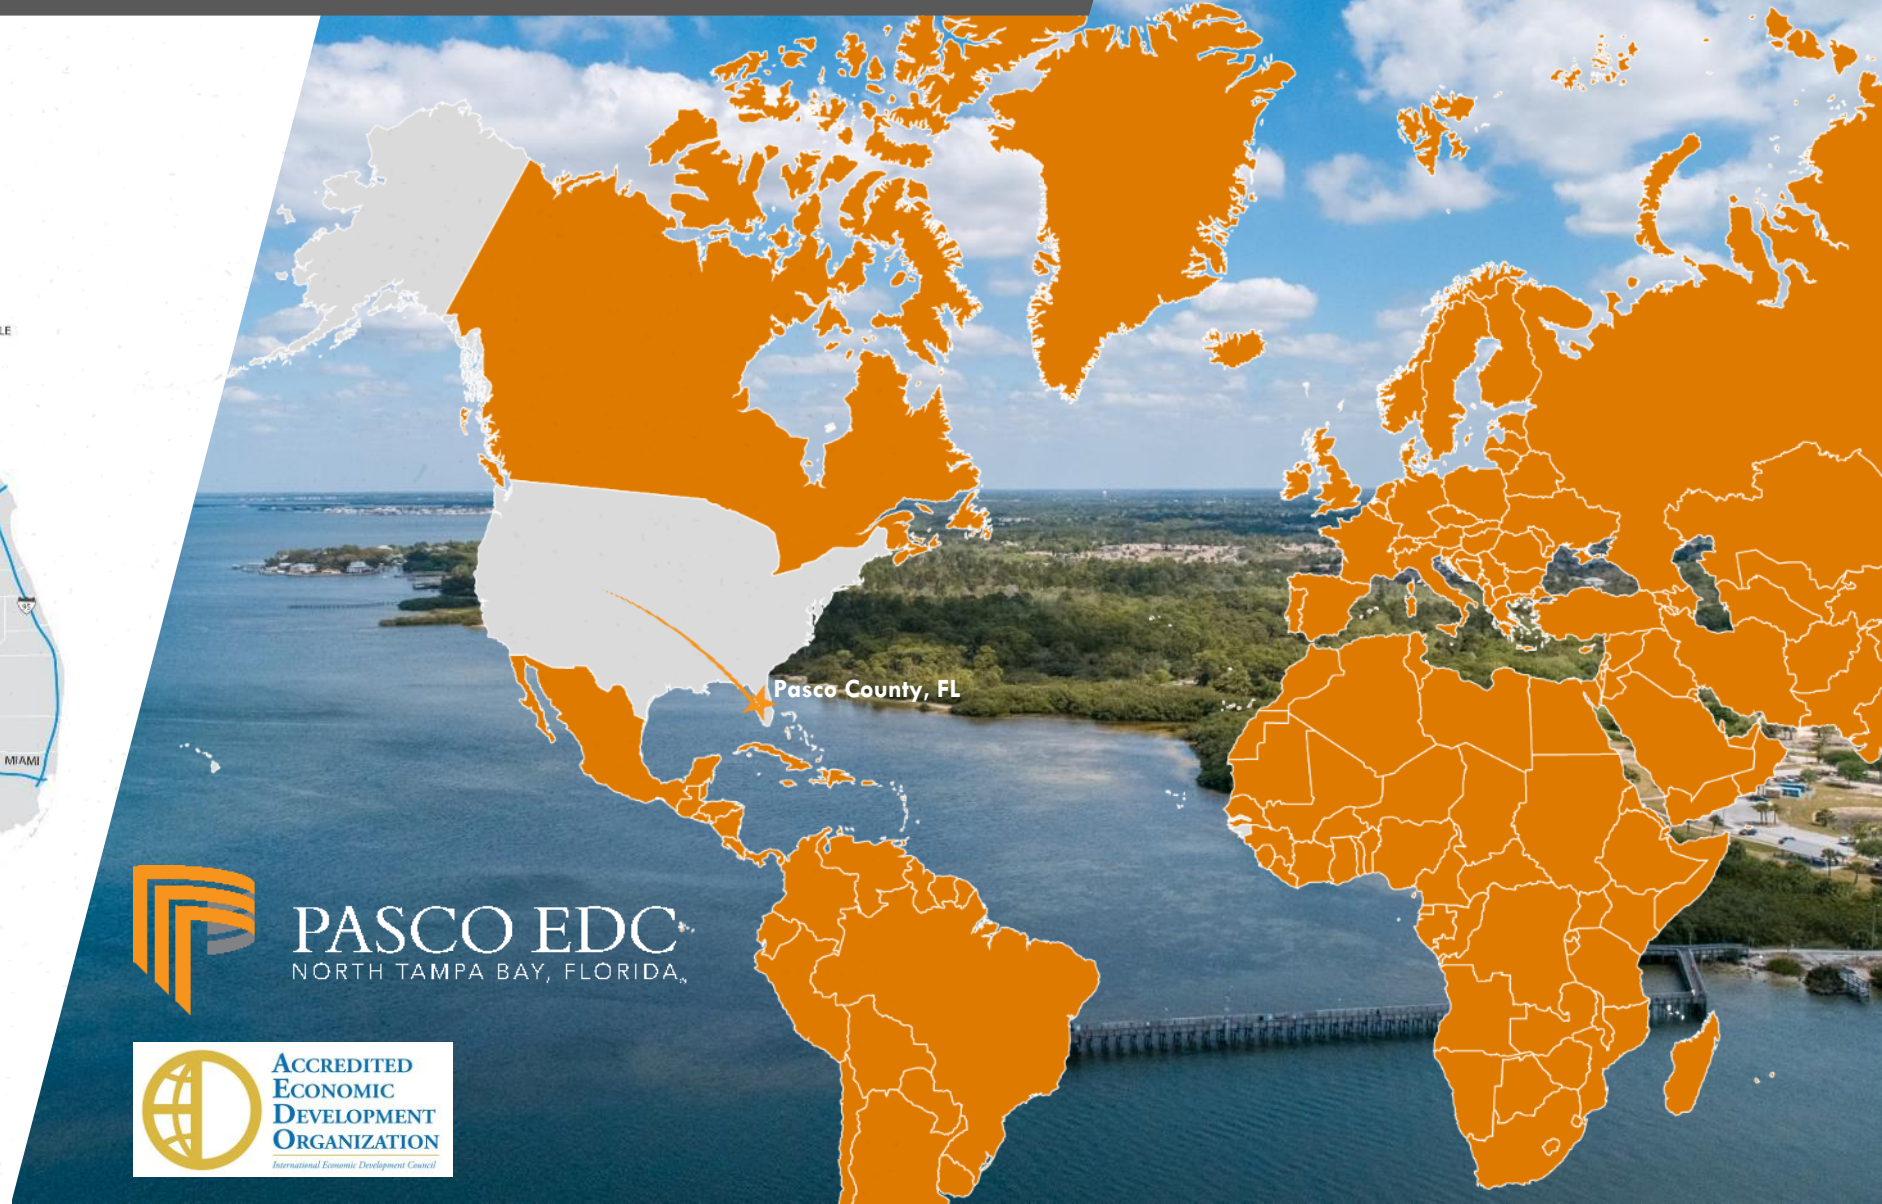 LE
95
MIAMI
Pasco County, FL
PASCO EDC
NORTH TAMPA BAY, FLORIDA
ACCREDITED
ECONOMIC
DEVELOPMENT
ORGANIZATION
International Economic Development Council